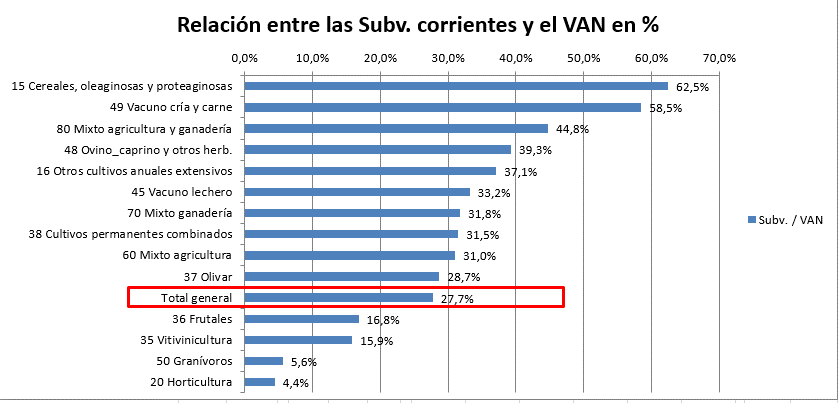 Relación entre las Subv. corrientes y el VAN en %
0,0% 10,0% 20,0% 30,0% 40,0% 50,0% 60,0% 70,0%
15 Cereales, oleaginosas y proteaginosas 62,5%
49 Vacuno cría y carne 58,5%
80 Mixto agricultura y ganadería 44,8%
48 Ovino_caprino y otros herb. 39,3%
16 Otros cultivos anuales extensivos 37,1%
45 Vacuno lechero 33,2%
70 Mixto ganadería 31,8%
38 Cultivos permanentes combinados 31,5%
Subv. / VAN
60 Mixto agricultura 31,0%
37 Olivar 28,7%
Total general 27,7%
36 Frutales 16,8%
35 Vitivinicultura 15,9%
50 Granívoros 5,6%
20 Horticultura 4,4%